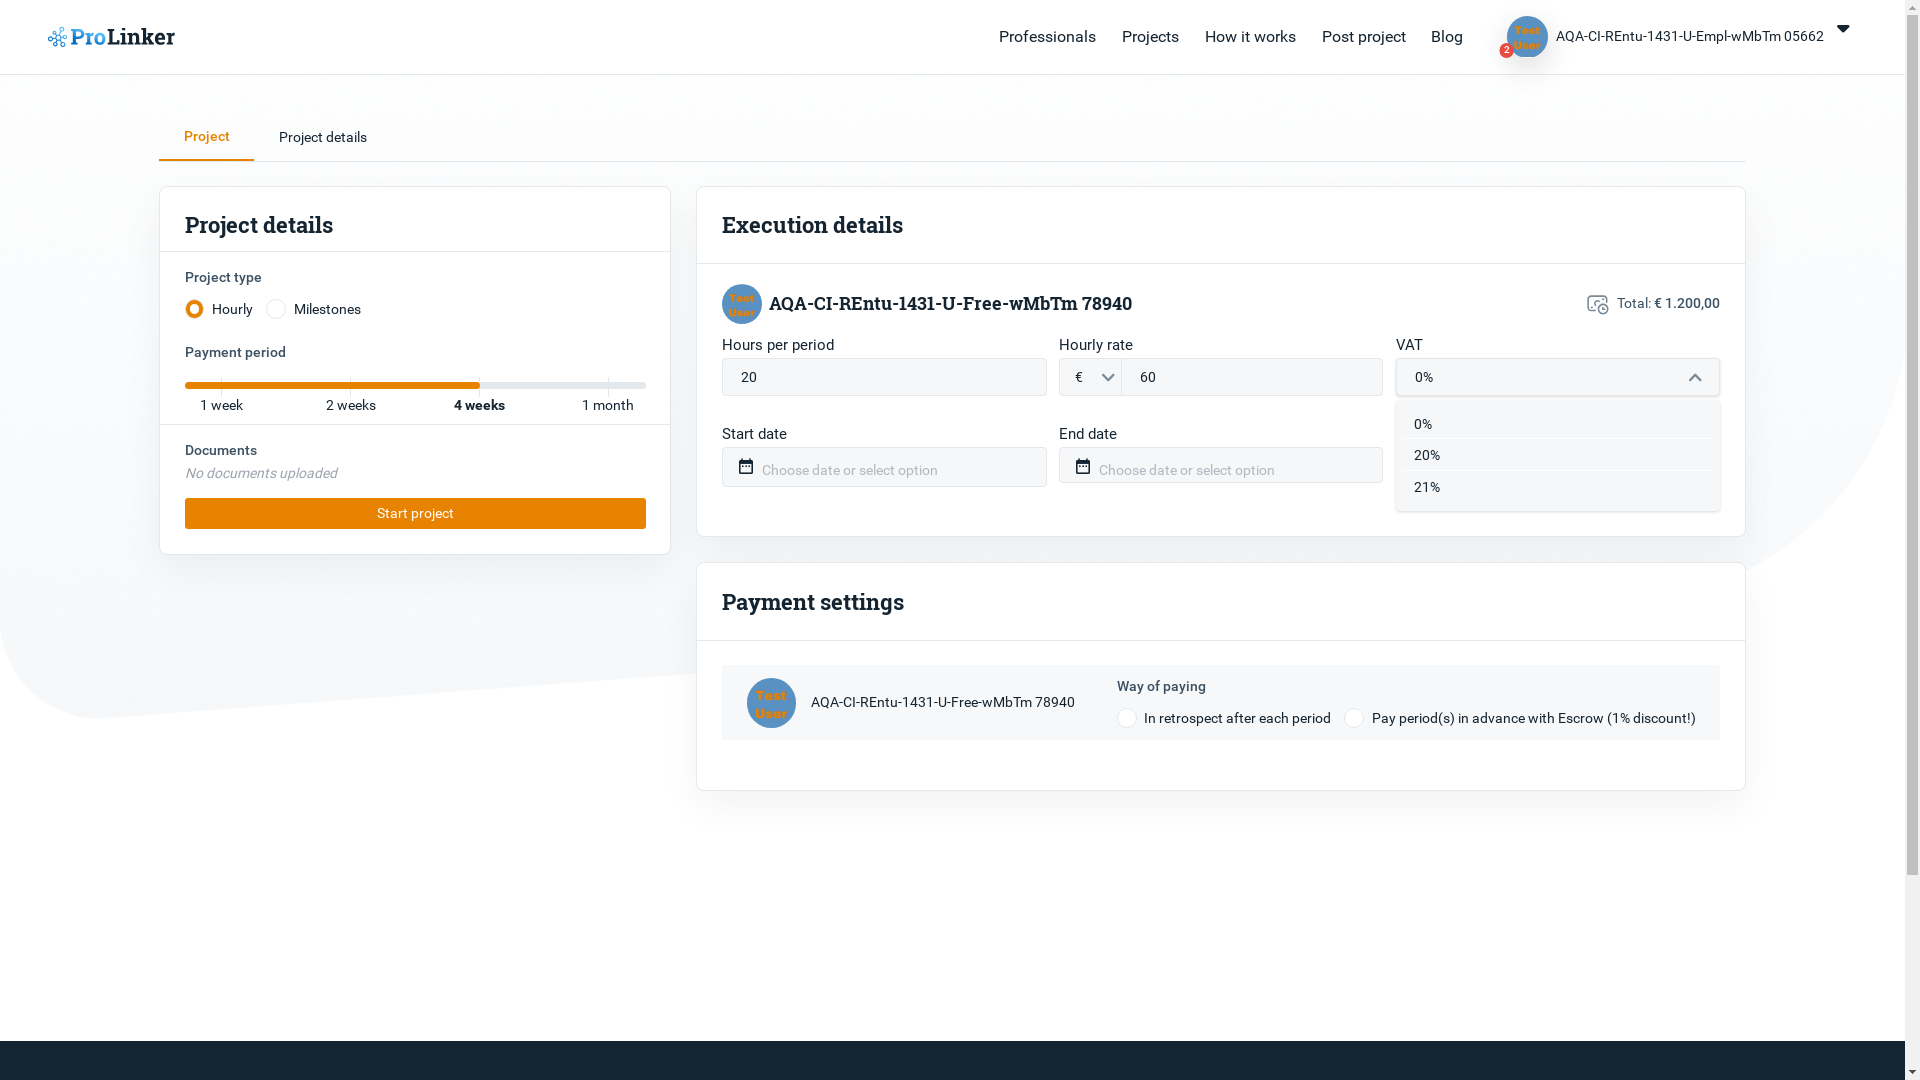 ProLinker
Professionals
Projects
How it works
Post project
Blog
Test User
2
AQA-CI-REntu-1431-U-Empl-wMbTm 05662
Project
Project details
Project details
Project type
Hourly
Milestones
Payment period
1 week
2 weeks
4 weeks
1 month
Documents
No documents uploaded
Start project
Execution details
Test User
AQA-CI-REntu-1431-U-Free-wMbTm 78940
Total: € 1.200,00
Hours per period
20
Hourly rate
€
60
VAT
0%
0%
20%
21%
Start date
Choose date or select option
End date
Choose date or select option
Payment settings
Test User
AQA-CI-REntu-1431-U-Free-wMbTm 78940
Way of paying
In retrospect after each period
Pay period(s) in advance with Escrow (1% discount!)